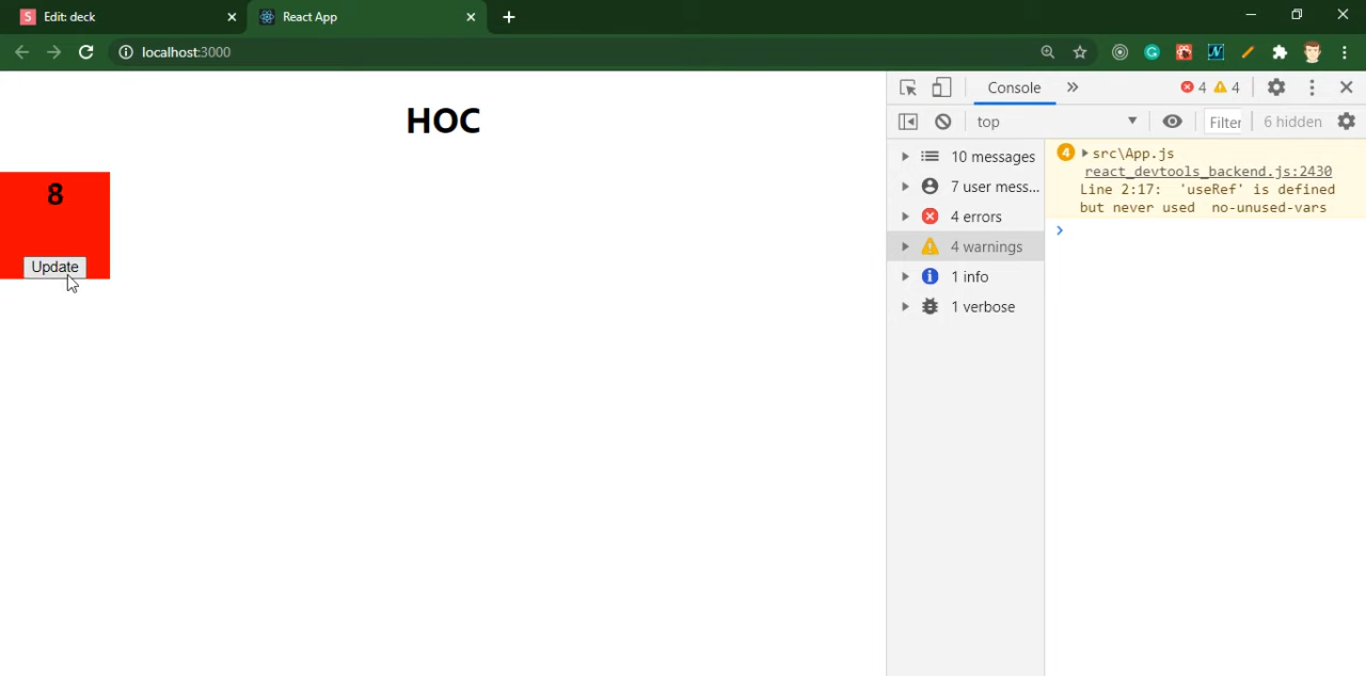 Edit: deck
React App
localhost:3000
HOC
8
Update
Console
4
4
top
Filter
6 hidden
10 messages
7 user mess...
4 errors
4 warnings
1 info
1 verbose
4 src\App.js
react_devtools_backend.js:2430
Line 2:17: 'useRef' is defined
but never used no-unused-vars